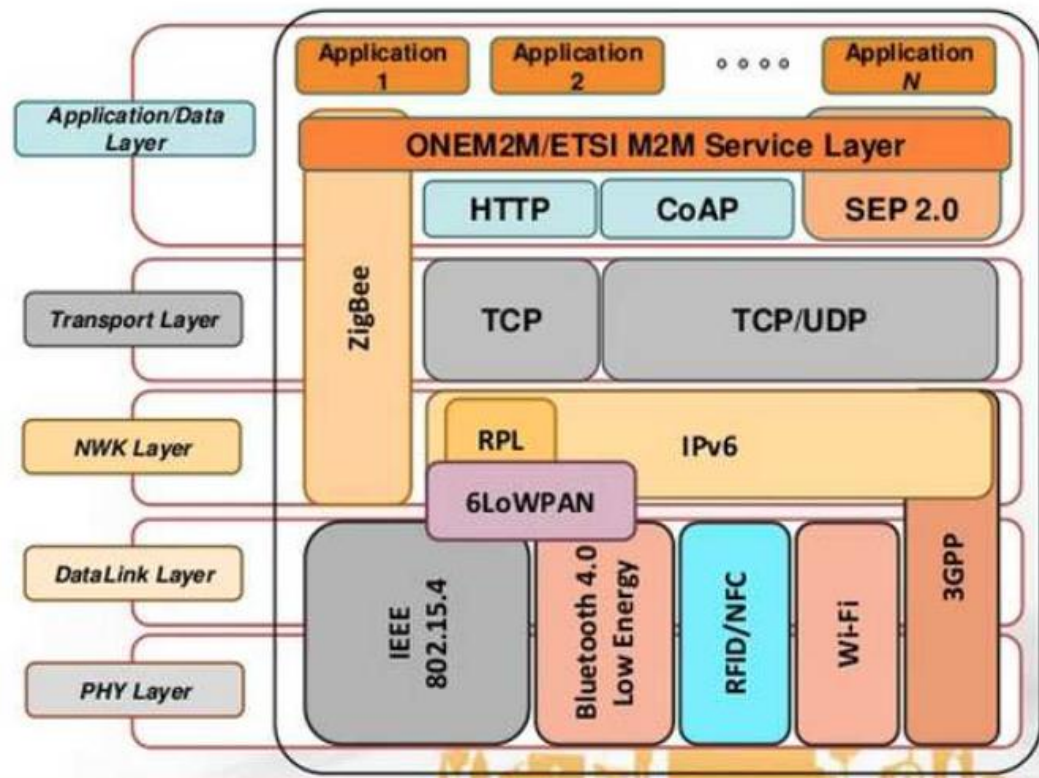 Application
1
Application
2
Application
N
Application/Data
Layer
ONEM2M/ETSI M2M Service Layer
HTTP
CoAP
SEP 2.0
ZigBee
Transport Layer
TCP
TCP/UDP
NWK Layer
RPL
IPv6
6LoWPAN
DataLink Layer
IEEE
802.15.4
Bluetooth 4.0
Low Energy
RFID/NFC
Wi-Fi
3GPP
PHY Layer